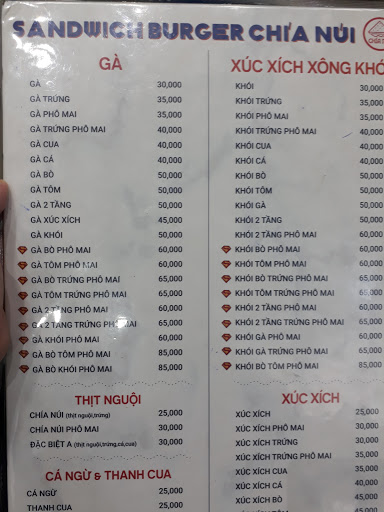 SANDWICH BURGER CHÍA NÚI
GÀ
GÀ 30,000
GÀ TRỨNG 35,000
GÀ PHÔ MAI 35,000
GÀ TRỨNG PHÔ MAI 40,000
GÀ CUA 40,000
GÀ CÁ 40,000
GÀ BÒ 50,000
GÀ TÔM 50,000
GÀ 2 TẦNG 50,000
GÀ XÚC XÍCH 45,000
GÀ KHÓI 50,000
GÀ BÒ PHÔ MAI 60,000
GÀ TÔM PHÔ MAI 60,000
GÀ BÒ TRỨNG PHÔ MAI 65,000
GÀ TÔM TRỨNG PHÔ MAI 65,000
GÀ 2 TẦNG PHÔ MAI 60,000
GÀ 2 TẦNG TRỨNG PHÔ MAI 65,000
GÀ KHÓI PHÔ MAI 60,000
GÀ BÒ TÔM PHÔ MAI 85,000
GÀ BÒ KHÓI PHÔ MAI 85,000
THỊT NGUỘI
CHÍA NÚI (thịt nguội,trứng) 25,000
CHÍA NÚI PHÔ MAI 30,000
ĐẶC BIỆT A (thịt nguội,trứng,cá,cua) 30,000
CÁ NGỪ & THANH CUA
CÁ NGỪ 25,000
THANH CUA 25,000
XÚC XÍCH XÔNG KHÓ
KHÓI 30,000
KHÓI TRỨNG 35,000
KHÓI PHÔ MAI 35,000
KHÓI TRỨNG PHÔ MAI 40,000
KHÓI CUA 40,000
KHÓI CÁ 40,000
KHÓI BÒ 50,000
KHÓI TÔM 50,000
KHÓI GÀ 50,000
KHÓI 2 TẦNG 50,000
KHÓI 2 TẦNG PHÔ MAI 60,000
KHÓI BÒ PHÔ MAI 60,000
KHÓI TÔM PHÔ MAI 60,000
KHÓI BÒ TRỨNG PHÔ MAI 65,000
KHÓI TÔM TRỨNG PHÔ MAI 65,000
KHÓI 2 TẦNG PHÔ MAI 60,000
KHÓI 2 TẦNG TRỨNG PHÔ MAI 65,000
KHÓI GÀ PHÔ MAI 60,000
KHÓI GÀ TRỨNG PHÔ MAI 65,000
KHÓI BÒ TÔM PHÔ MAI 85,000
XÚC XÍCH
XÚC XÍCH 25,000
XÚC XÍCH PHÔ MAI 30,000
XÚC XÍCH TRỨNG 30,000
XÚC XÍCH TRỨNG PHÔ MAI 35,000
XÚC XÍCH CUA 35,000
XÚC XÍCH CÁ 40,000
XÚC XÍCH BÒ 45,000
XÚC XÍCH TÔM 45,000